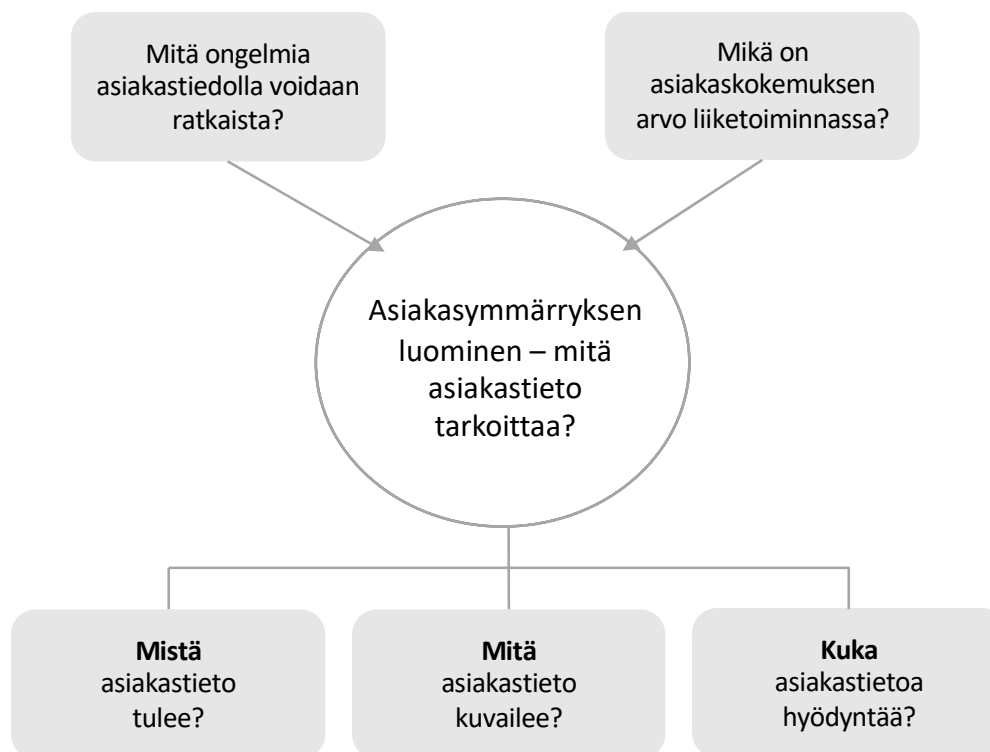 Mitä ongelmia
asiakastiedolla voidaan
ratkaista?
Mikä on
asiakaskokemuksen
arvo liiketoiminnassa?
Asiakasymmärryksen
luominen – mitä
asiakastieto
tarkoittaa?
Mistä
asiakastieto
tulee?
Mitä
asiakastieto
kuvailee?
Kuka
asiakastietoa
hyödyntää?